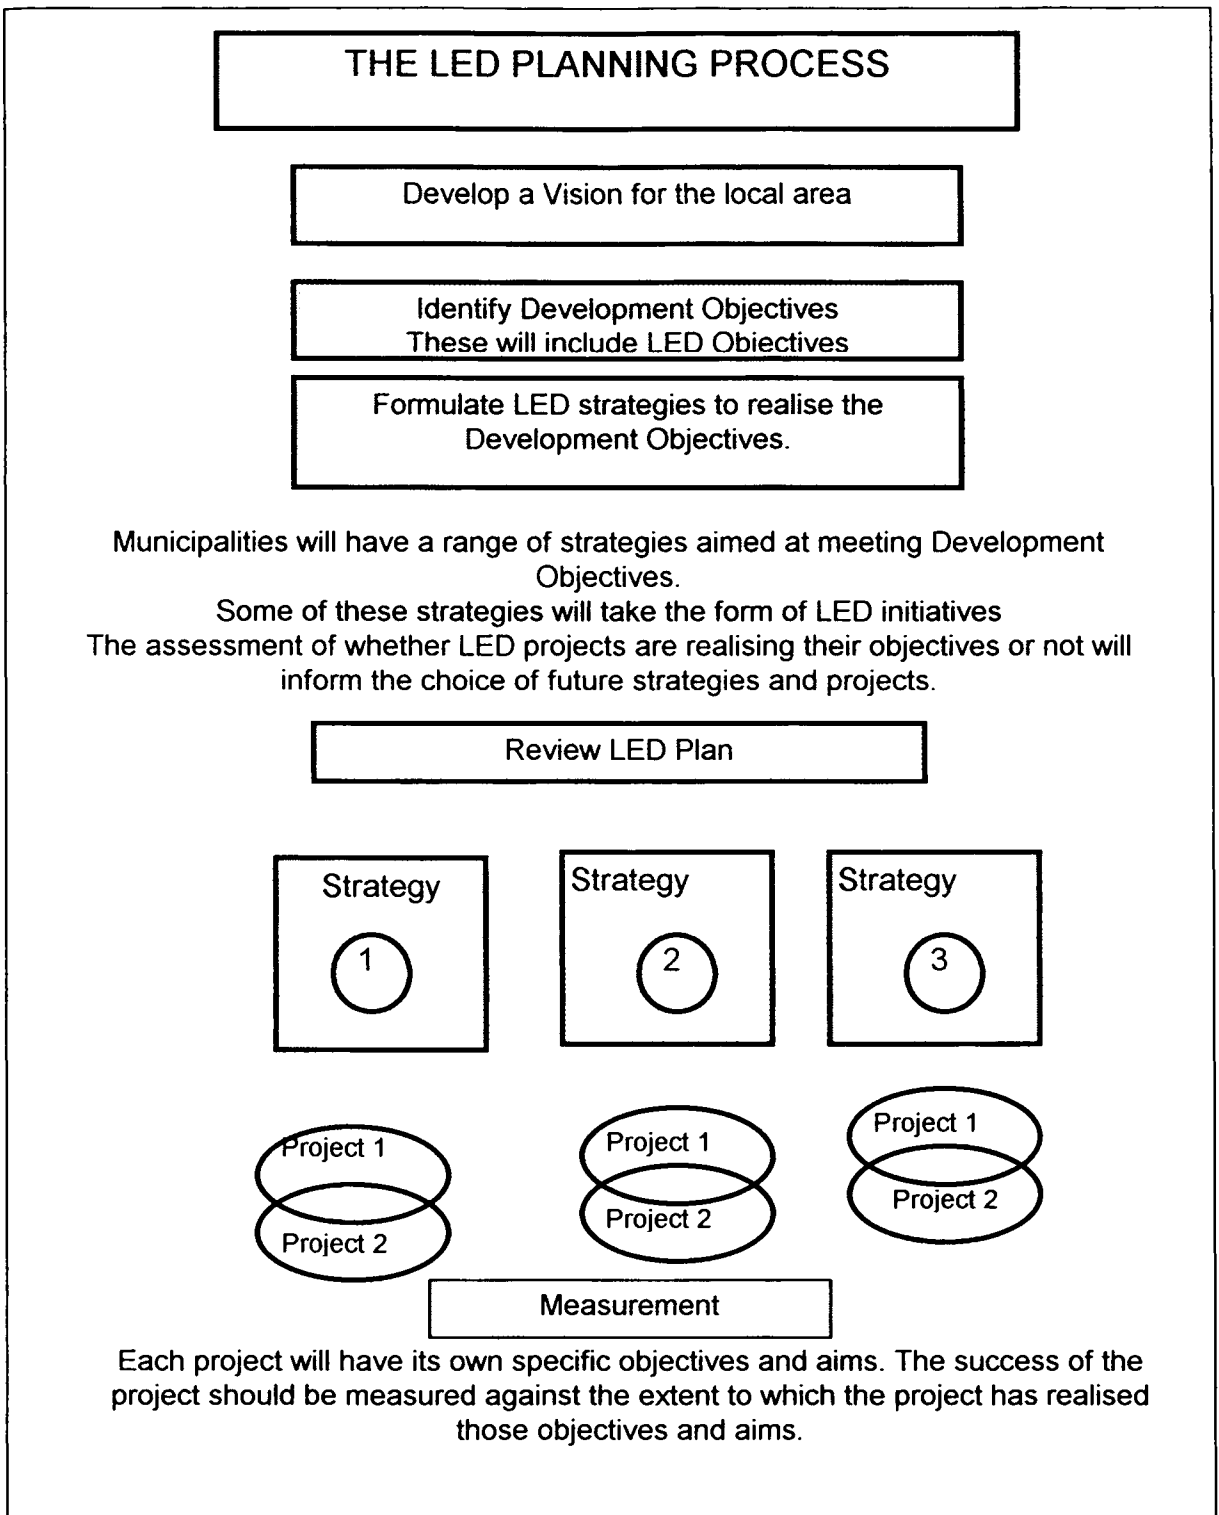 THE LED PLANNING PROCESS
Develop a Vision for the local area
Identify Development Objectives
These will include LED Obiectives
Formulate LED strategies to realise the
Development Objectives.
Municipalities will have a range of strategies aimed at meeting Development
Objectives.
Some of these strategies will take the form of LED initiatives
The assessment of whether LED projects are realising their objectives or not will
inform the choice of future strategies and projects.
Review LED Plan
Strategy
1
Strategy
2
Strategy
3
Project 1
Project 2
Project 1
Project 2
Project 1
Project 2
Measurement
Each project will have its own specific objectives and aims. The success of the
project should be measured against the extent to which the project has realised
those objectives and aims.